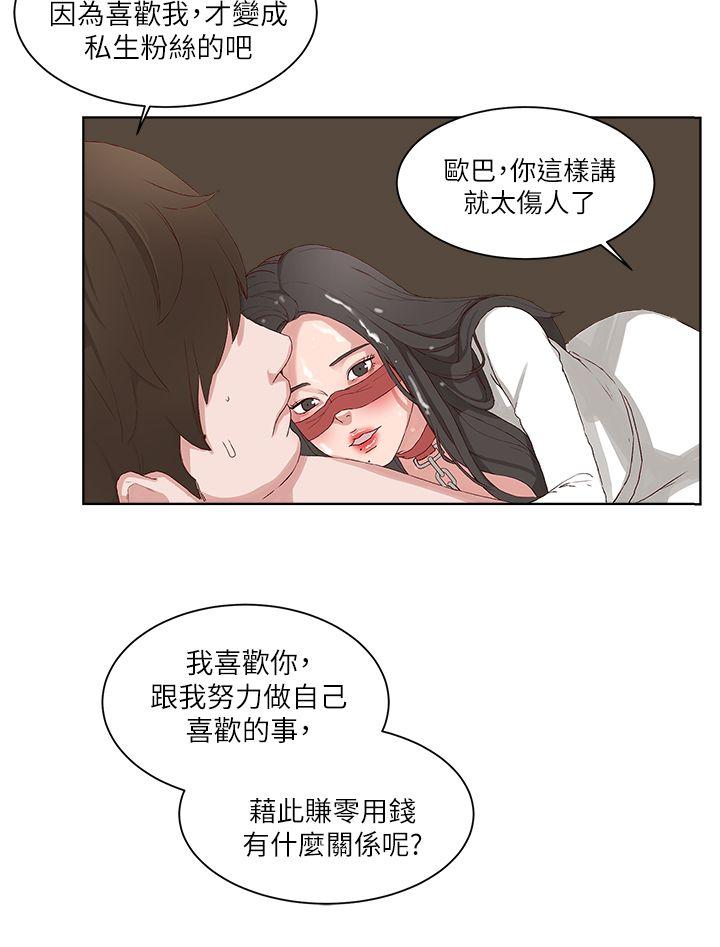 因為喜歡我，才變成
私生粉絲的吧
歐巴，你這樣講
就太傷人了
我喜歡你，
跟我努力做自己
喜歡的事，
藉此賺零用錢
有什麼關係呢？